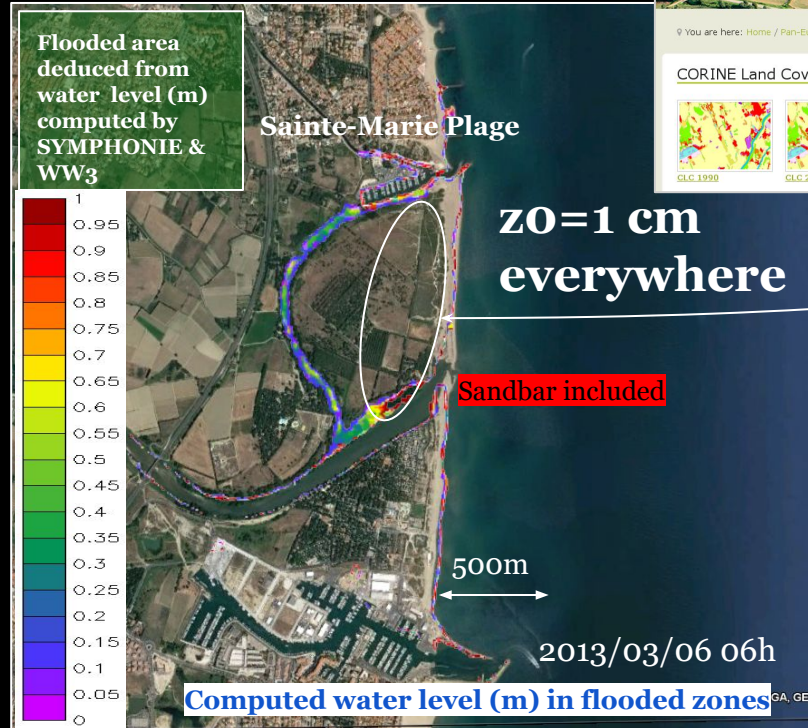 Flooded area
deduced from
water level (m)
computed by
SYMPHONIE &
WW3
You are here: Home / Pan-Eu
CORINE Land Cov
CLC 1990
CLC 2
Sainte-Marie Plage
z0=1 cm
everywhere
Sandbar included
1
0.95
0.9
0.85
0.8
0.75
0.7
0.65
0.6
0.55
0.5
0.45
0.4
0.35
0.3
0.25
0.2
0.15
0.1
0.05
0
500m
2013/03/06 06h
Computed water level (m) in flooded zones
GA, GE